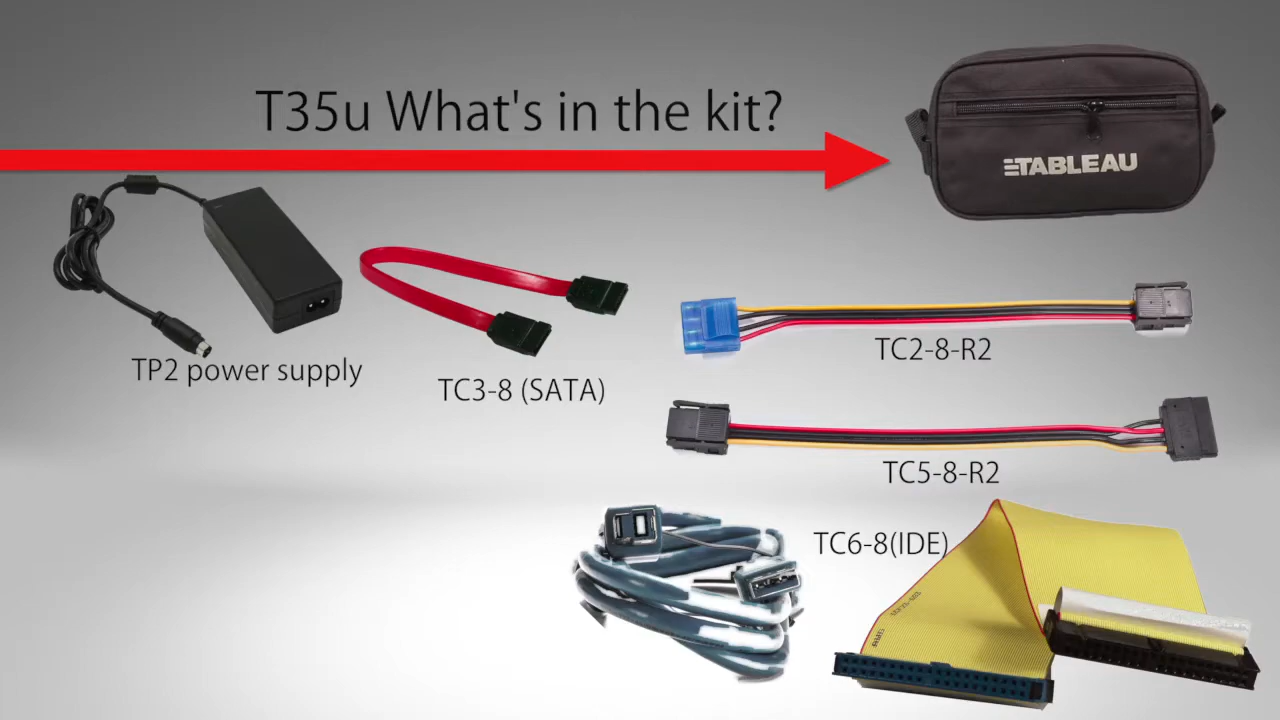 T35u What's in the kit?
TABLEAU
TP2 power supply
TC3-8 (SATA)
TC2-8-R2
TC5-8-R2
TC6-8(IDE)